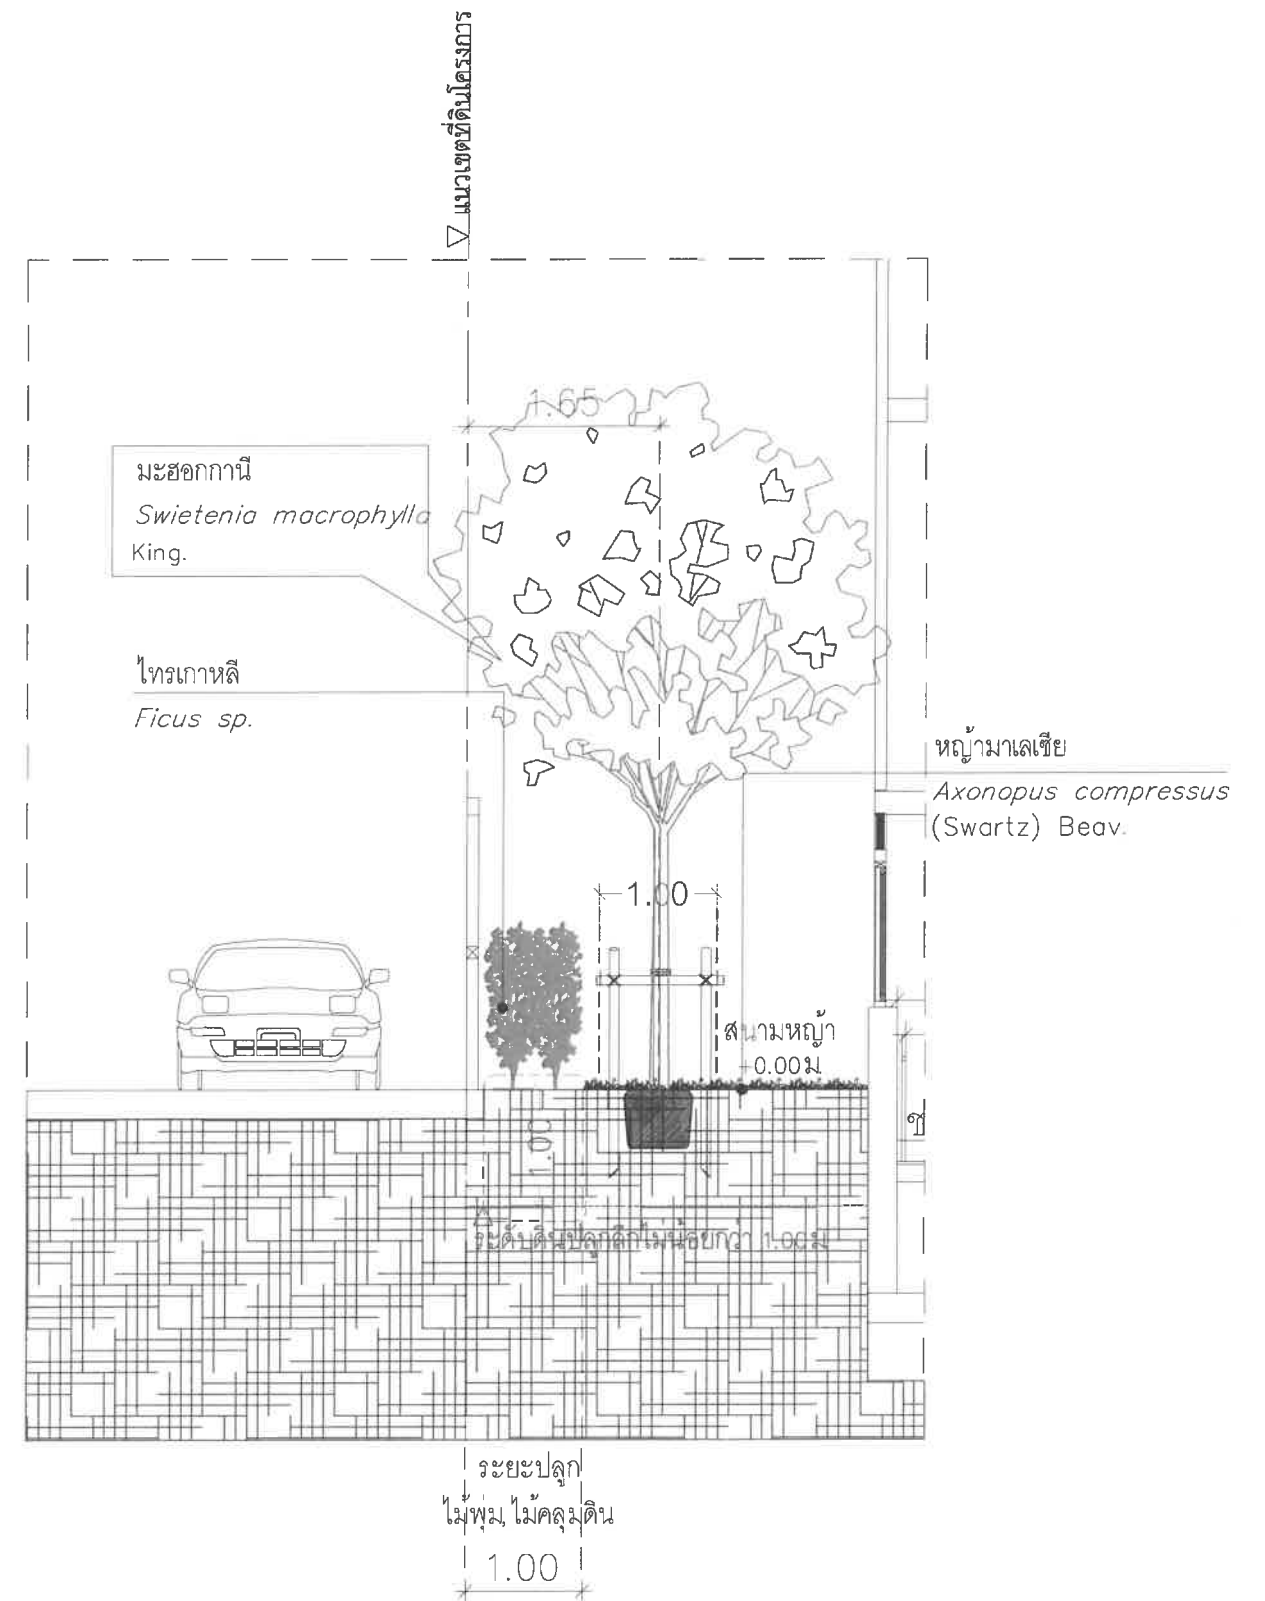 แนวเขตที่ดินโครงการ
1.65
มะฮอกกานี
Swietenia macrophylla
King.
ไทรเกาหลี
Ficus sp.
หญ้ามาเลเซีย
Axonopus compressus
(Swartz) Beav.
1.00
สนามหญ้า
+0.00ม
1.00
ช
ระดับดินปลูกลึกไม่น้อยกว่า 1.00ม
ระยะปลูก
ไม้พุ่ม, ไม้คลุมดิน
1.00